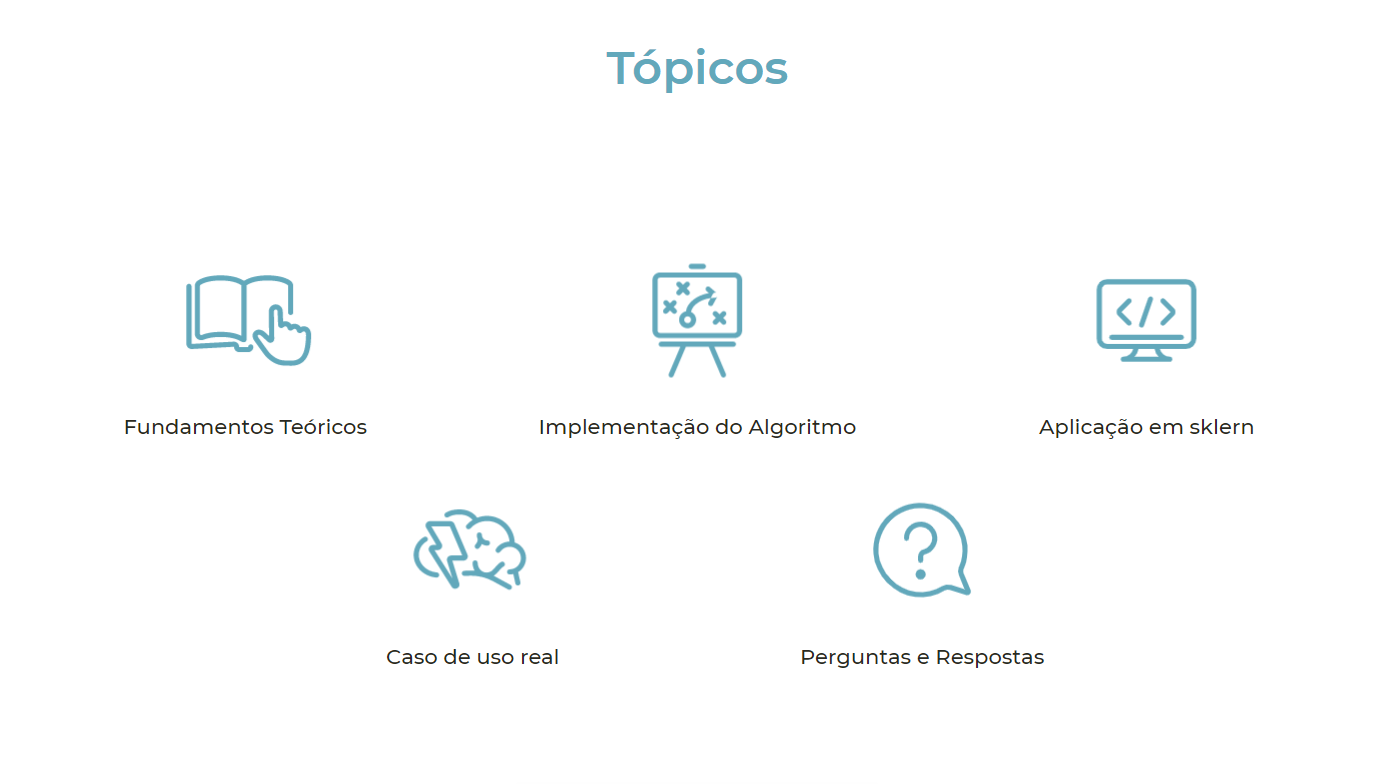 Tópicos
Fundamentos Teóricos
Implementação do Algoritmo
Aplicação em sklern
Caso de uso real
Perguntas e Respostas